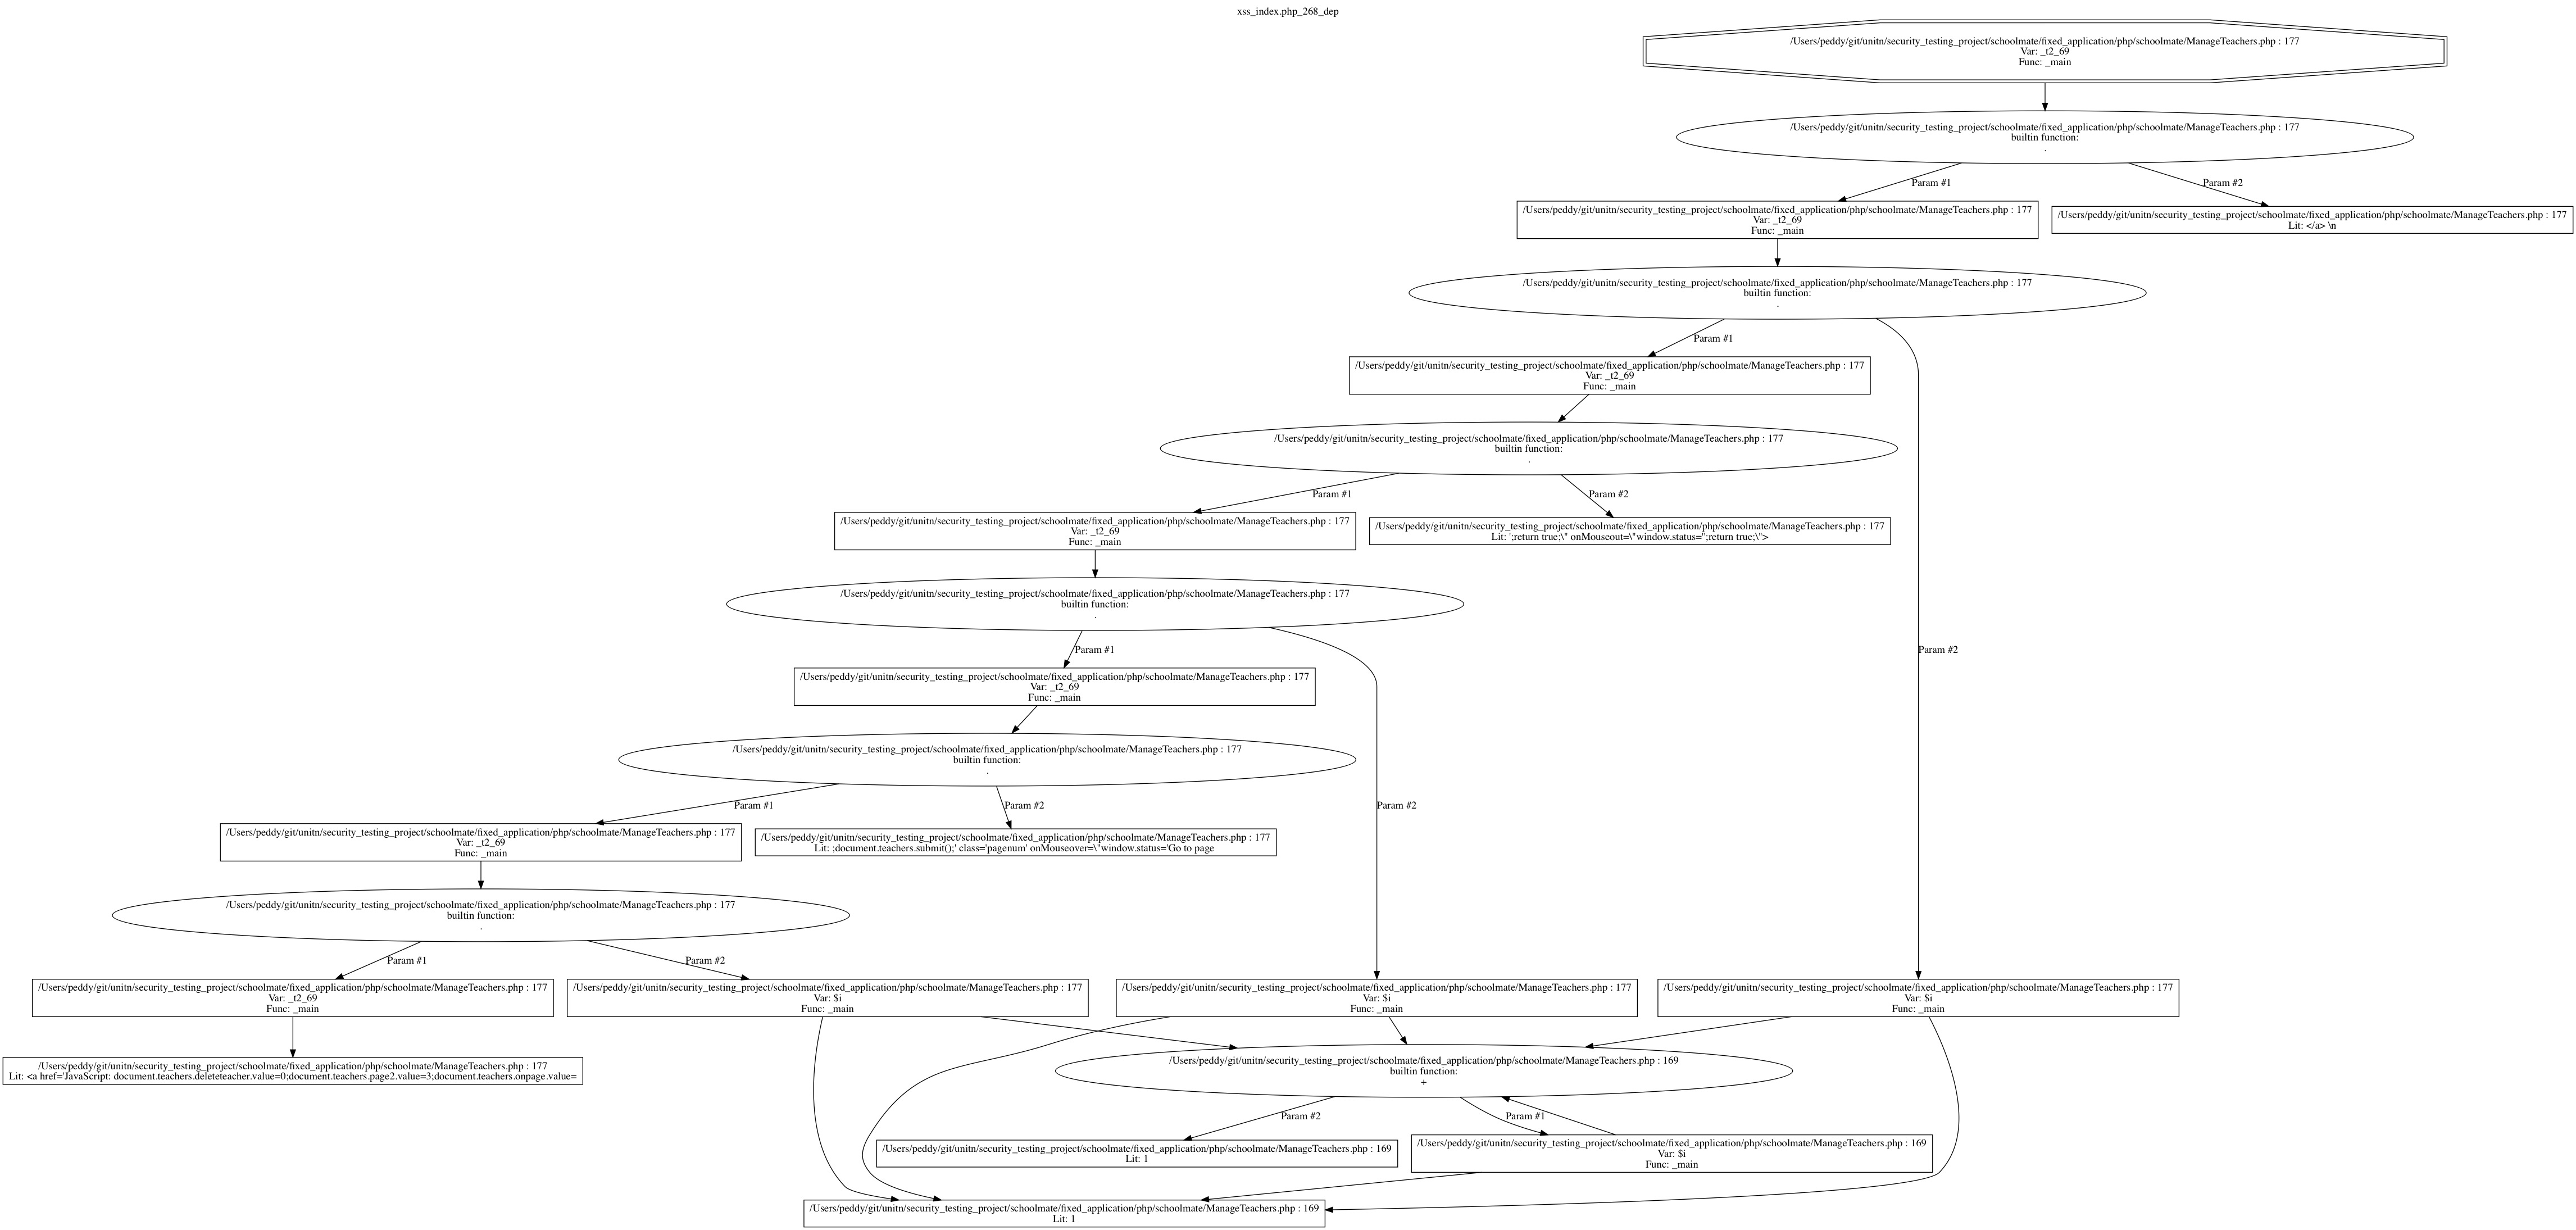 xss_index.php_268_dep
/Users/peddy/git/unitn/security_testing_project/schoolmate/fixed_application/php/schoolmate/ManageTeachers.php : 177
Var: _t2_69
Func: _main
/Users/peddy/git/unitn/security_testing_project/schoolmate/fixed_application/php/schoolmate/ManageTeachers.php : 177
builtin function:
.
Param #1
Param #2
/Users/peddy/git/unitn/security_testing_project/schoolmate/fixed_application/php/schoolmate/ManageTeachers.php : 177
Var: _t2_69
Func: _main
/Users/peddy/git/unitn/security_testing_project/schoolmate/fixed_application/php/schoolmate/ManageTeachers.php : 177
Lit: </a> \n
/Users/peddy/git/unitn/security_testing_project/schoolmate/fixed_application/php/schoolmate/ManageTeachers.php : 177
builtin function:
.
Param #1
Param #2
/Users/peddy/git/unitn/security_testing_project/schoolmate/fixed_application/php/schoolmate/ManageTeachers.php : 177
Var: _t2_69
Func: _main
/Users/peddy/git/unitn/security_testing_project/schoolmate/fixed_application/php/schoolmate/ManageTeachers.php : 177
builtin function:
.
Param #1
Param #2
/Users/peddy/git/unitn/security_testing_project/schoolmate/fixed_application/php/schoolmate/ManageTeachers.php : 177
Var: _t2_69
Func: _main
/Users/peddy/git/unitn/security_testing_project/schoolmate/fixed_application/php/schoolmate/ManageTeachers.php : 177
Lit: ';return true;\" onMouseout=\"window.status='';return true;\">
/Users/peddy/git/unitn/security_testing_project/schoolmate/fixed_application/php/schoolmate/ManageTeachers.php : 177
builtin function:
.
Param #1
Param #2
/Users/peddy/git/unitn/security_testing_project/schoolmate/fixed_application/php/schoolmate/ManageTeachers.php : 177
Var: _t2_69
Func: _main
/Users/peddy/git/unitn/security_testing_project/schoolmate/fixed_application/php/schoolmate/ManageTeachers.php : 177
builtin function:
.
Param #1
Param #2
/Users/peddy/git/unitn/security_testing_project/schoolmate/fixed_application/php/schoolmate/ManageTeachers.php : 177
Var: _t2_69
Func: _main
/Users/peddy/git/unitn/security_testing_project/schoolmate/fixed_application/php/schoolmate/ManageTeachers.php : 177
Lit: ;document.teachers.submit();' class='pagenum' onMouseover=\"window.status='Go to page
/Users/peddy/git/unitn/security_testing_project/schoolmate/fixed_application/php/schoolmate/ManageTeachers.php : 177
builtin function:
.
Param #1
Param #2
/Users/peddy/git/unitn/security_testing_project/schoolmate/fixed_application/php/schoolmate/ManageTeachers.php : 177
Var: _t2_69
Func: _main
/Users/peddy/git/unitn/security_testing_project/schoolmate/fixed_application/php/schoolmate/ManageTeachers.php : 177
Var: $i
Func: _main
/Users/peddy/git/unitn/security_testing_project/schoolmate/fixed_application/php/schoolmate/ManageTeachers.php : 177
Var: $i
Func: _main
/Users/peddy/git/unitn/security_testing_project/schoolmate/fixed_application/php/schoolmate/ManageTeachers.php : 177
Var: $i
Func: _main
/Users/peddy/git/unitn/security_testing_project/schoolmate/fixed_application/php/schoolmate/ManageTeachers.php : 177
Lit: <a href='JavaScript: document.teachers.deleteteacher.value=0;document.teachers.page2.value=3;document.teachers.onpage.value=
/Users/peddy/git/unitn/security_testing_project/schoolmate/fixed_application/php/schoolmate/ManageTeachers.php : 169
builtin function:
+
Param #2
Param #1
/Users/peddy/git/unitn/security_testing_project/schoolmate/fixed_application/php/schoolmate/ManageTeachers.php : 169
Lit: 1
/Users/peddy/git/unitn/security_testing_project/schoolmate/fixed_application/php/schoolmate/ManageTeachers.php : 169
Var: $i
Func: _main
/Users/peddy/git/unitn/security_testing_project/schoolmate/fixed_application/php/schoolmate/ManageTeachers.php : 169
Lit: 1